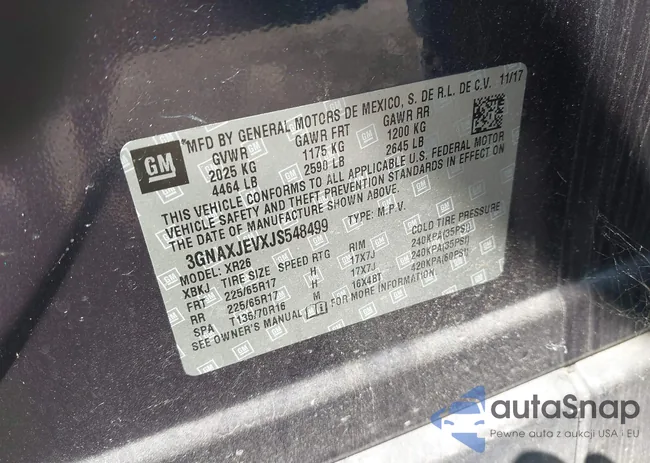 MFD BY GENERAL MOTORS DE MEXICO, S. DE R.L. DE C.V. 11/17
GM
GVWR GAWR FRT GAWR RR
2025 KG 1175 KG 1200 KG
4464 LB 2590 LB 2645 LB
THIS VEHICLE CONFORMS TO ALL APPLICABLE U.S. FEDERAL MOTOR
VEHICLE SAFETY AND THEFT PREVENTION STANDARDS IN EFFECT ON
THE DATE OF MANUFACTURE SHOWN ABOVE.
3GNAXJEVXJS548499 TYPE: M.P.V.
MODEL: XR26
XBKJ TIRE SIZE SPEED RTG RIM COLD TIRE PRESSURE
FRT 225/65R17 H 17X7J 240KPA(35PSI)
RR 225/65R17 H 17X7J 240KPA(35PSI)
SPA T135/70R16 M 16X4BT 420KPA(60PSI)
SEE OWNER'S MANUAL FOR MORE INFORMATION.
autaSnap
Pewne auta z aukcji USA i EU